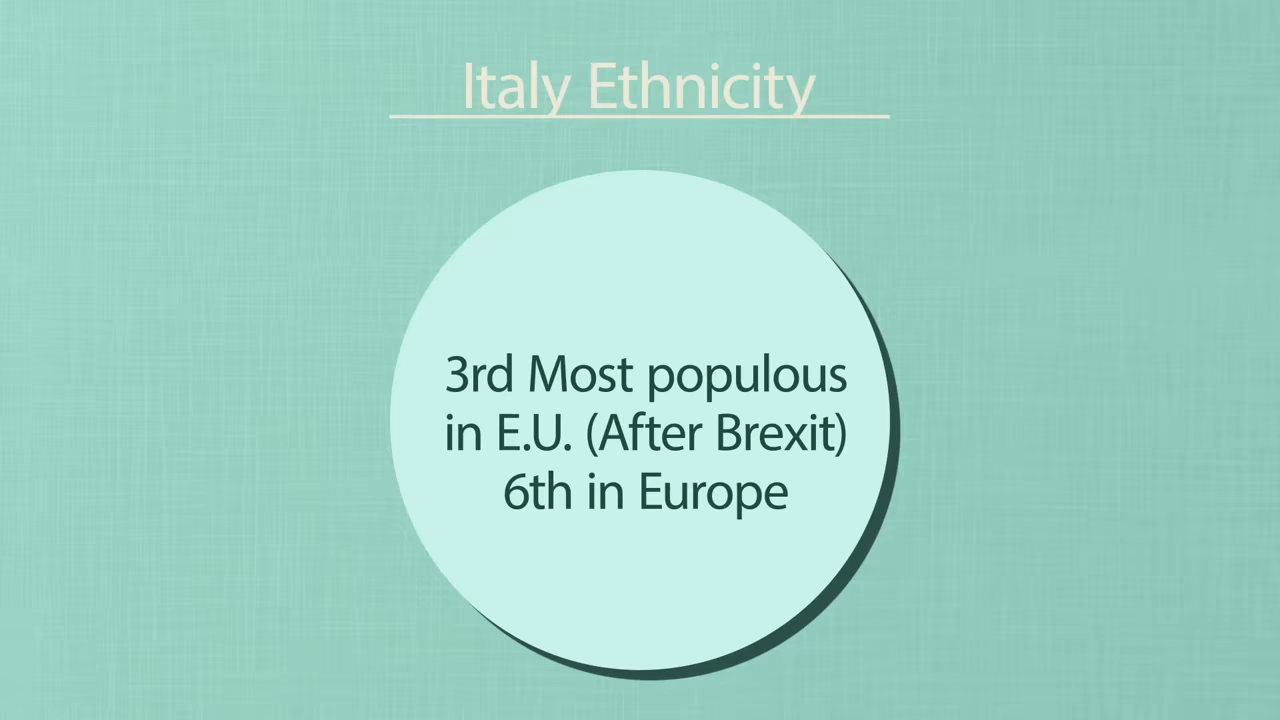 Italy Ethnicity
3rd Most populous
in E.U. (After Brexit)
6th in Europe